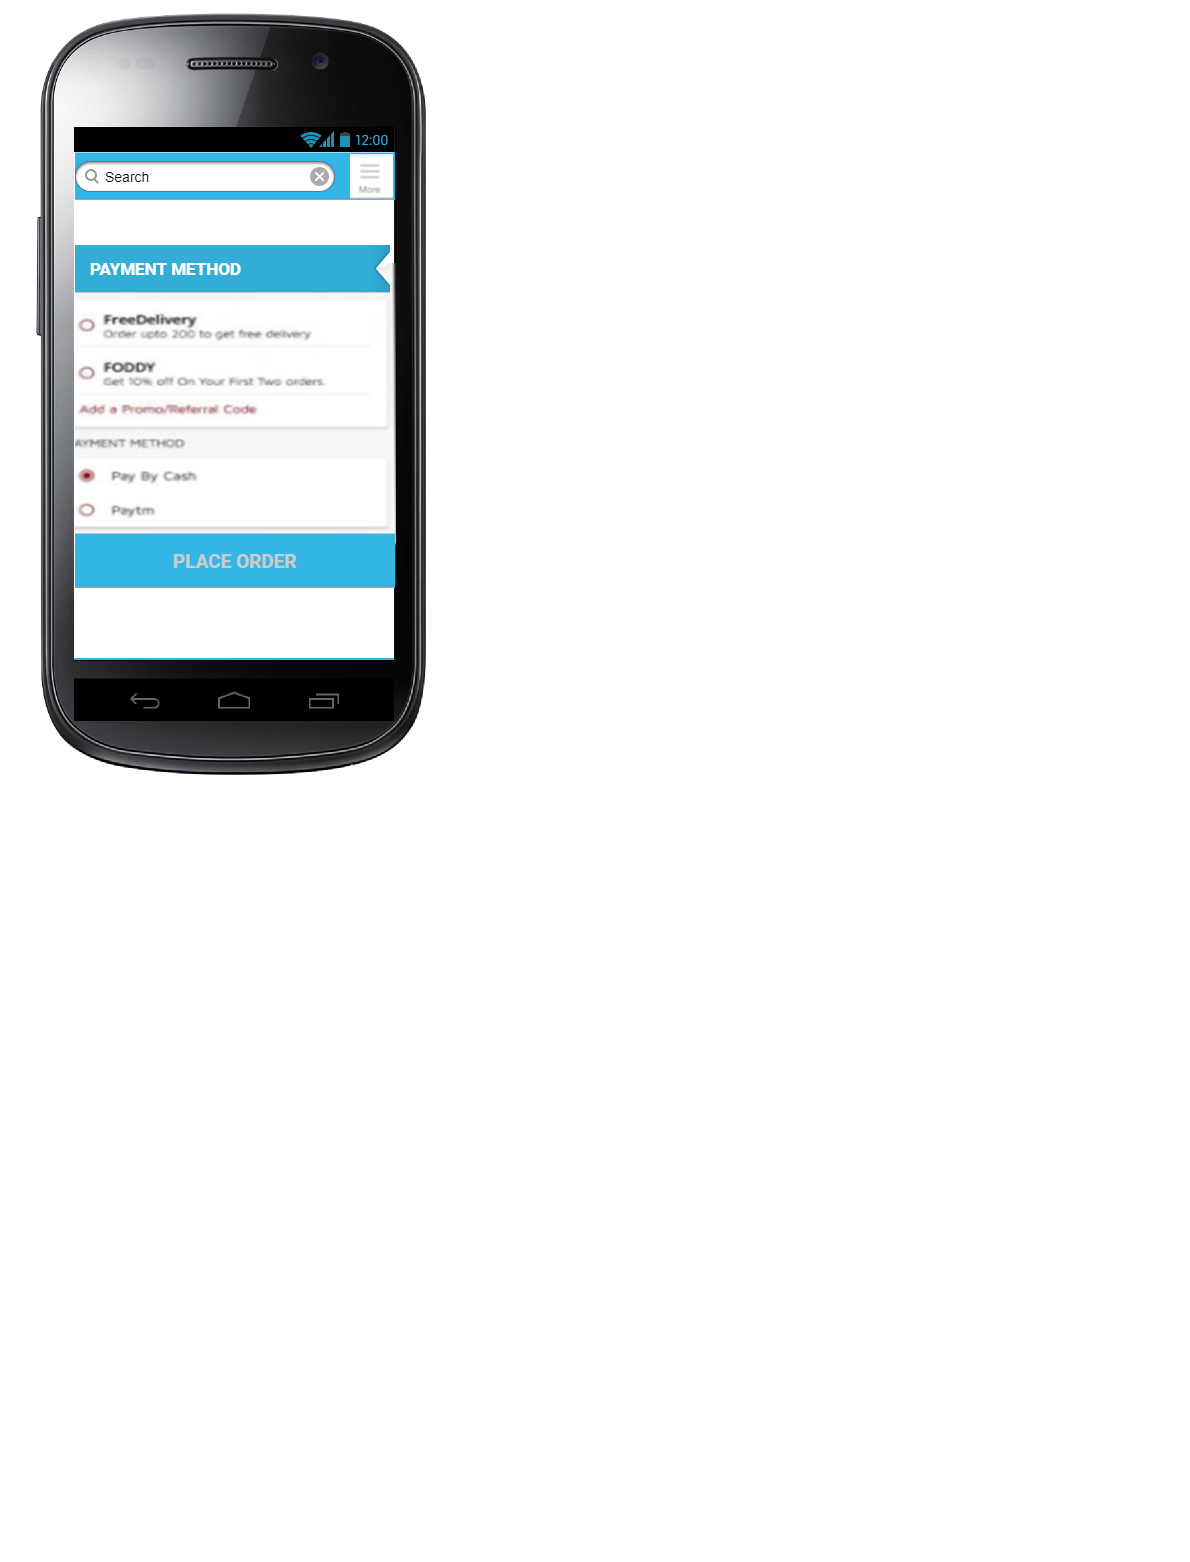 12:00
Search
More
PAYMENT METHOD
FreeDelivery
Order upto 200 to get free delivery
FODDY
Get 10% off On Your First Two orders.
Add a Promo/Referral Code
AYMENT METHOD
Pay By Cash
Paytm
PLACE ORDER